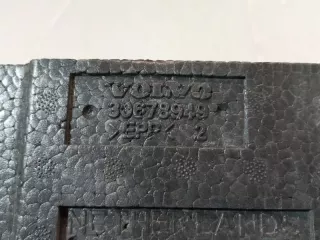 VOLVO
30678949
>EPP< 2
NETHERLANDS